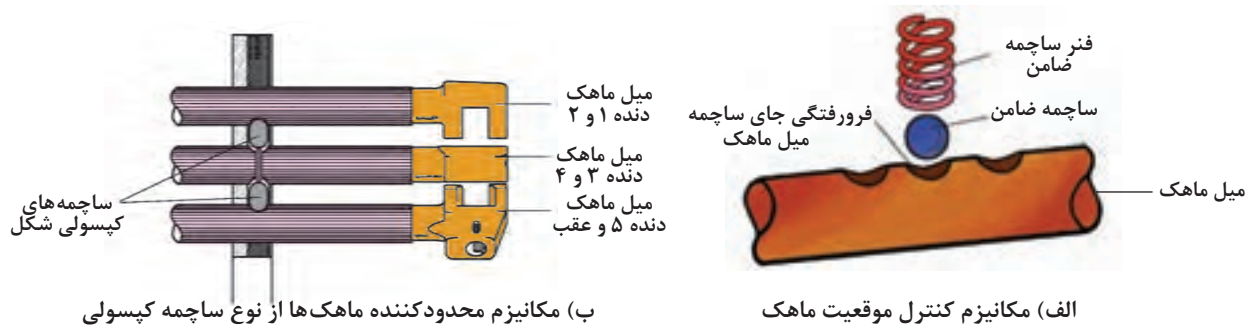 فنر ساچمه
ضامن
ساچمه ضامن
فرورفتگی جای ساچمه
میل ماهک
میل ماهک
الف) مکانیزم کنترل موقعیت ماهک
میل ماهک
دنده ۱ و ۲
میل ماهک
دنده ۳ و ۴
میل ماهک
دنده ۵ و عقب
ساچمه‌های
کپسولی شکل
ب) مکانیزم محدودکننده ماهک‌ها از نوع ساچمه کپسولی